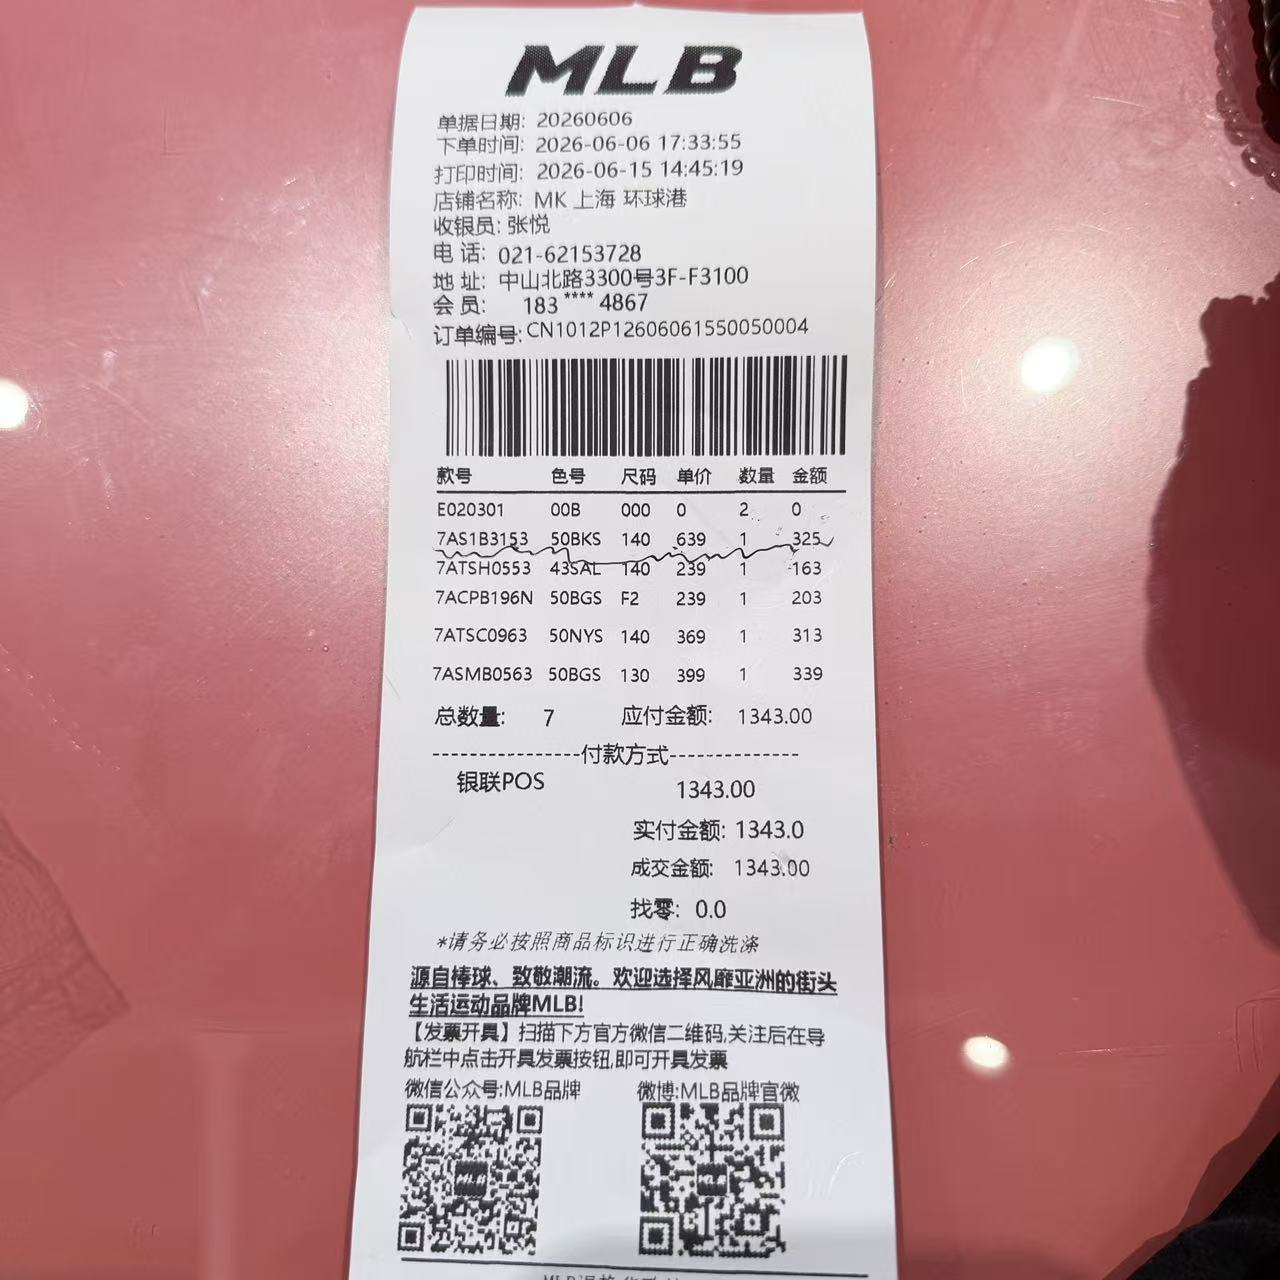 MLB
单据日期: 20260606
下单时间: 2026-06-06 17:33:55
打印时间: 2026-06-15 14:45:19
店铺名称: MK 上海 环球港
收银员: 张悦
电 话: 021-62153728
地 址: 中山北路3300号3F-F3100
会 员: 183 **** 4867
订单编号: CN1012P12606061550050004
款号 色号 尺码 单价 数量 金额
E020301 00B 000 0 2 0
7AS1B3153 50BKS 140 639 1 325
7ATSH0553 43SAL 140 239 1 163
7ACPB196N 50BGS F2 239 1 203
7ATSC0963 50NYS 140 369 1 313
7ASMB0563 50BGS 130 399 1 339
总数量: 7 应付金额: 1343.00
----------------付款方式--------------
银联POS 1343.00
实付金额: 1343.0
成交金额: 1343.00
找零: 0.0
*请务必按照商品标识进行正确洗涤
源自棒球、致敬潮流。欢迎选择风靡亚洲的街头
生活运动品牌MLB!
【发票开具】扫描下方官方微信二维码,关注后在导
航栏中点击开具发票按钮,即可开具发票
微信公众号:MLB品牌 微博:MLB品牌官微
MLB MLB